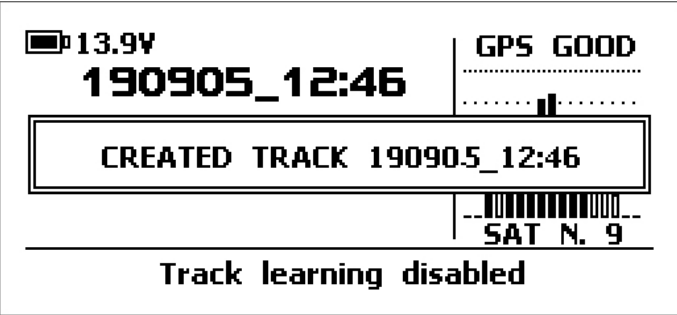 13.9V
GPS GOOD
190905_12:46
CREATED TRACK 190905_12:46
SAT N. 9
Track learning disabled